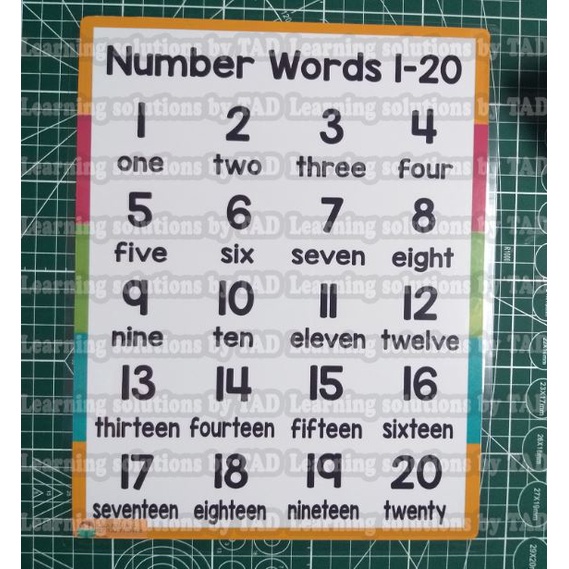 Number Words 1-20
1 2 3 4
one two three four
5 6 7 8
five six seven eight
9 10 11 12
nine ten eleven twelve
13 14 15 16
thirteen fourteen fifteen sixteen
17 18 19 20
seventeen eighteen nineteen twenty
Learning solutions by TAD